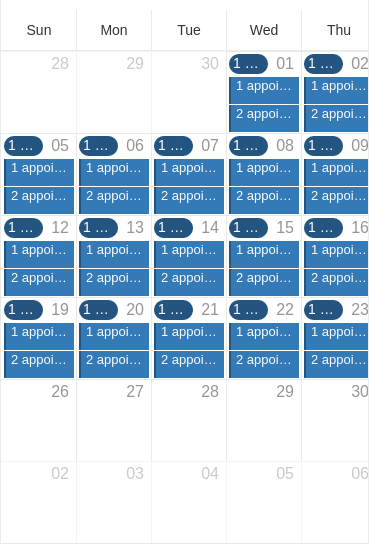 Sun Mon Tue Wed Thu
28 29 30 1 ... 01 1 ... 02
1 appoi... 1 appoi...
2 appoi... 2 appoi...
1 ... 05 1 ... 06 1 ... 07 1 ... 08 1 ... 09
1 appoi... 1 appoi... 1 appoi... 1 appoi... 1 appoi...
2 appoi... 2 appoi... 2 appoi... 2 appoi... 2 appoi...
1 ... 12 1 ... 13 1 ... 14 1 ... 15 1 ... 16
1 appoi... 1 appoi... 1 appoi... 1 appoi... 1 appoi...
2 appoi... 2 appoi... 2 appoi... 2 appoi... 2 appoi...
1 ... 19 1 ... 20 1 ... 21 1 ... 22 1 ... 23
1 appoi... 1 appoi... 1 appoi... 1 appoi... 1 appoi...
2 appoi... 2 appoi... 2 appoi... 2 appoi... 2 appoi...
26 27 28 29 30
02 03 04 05 06